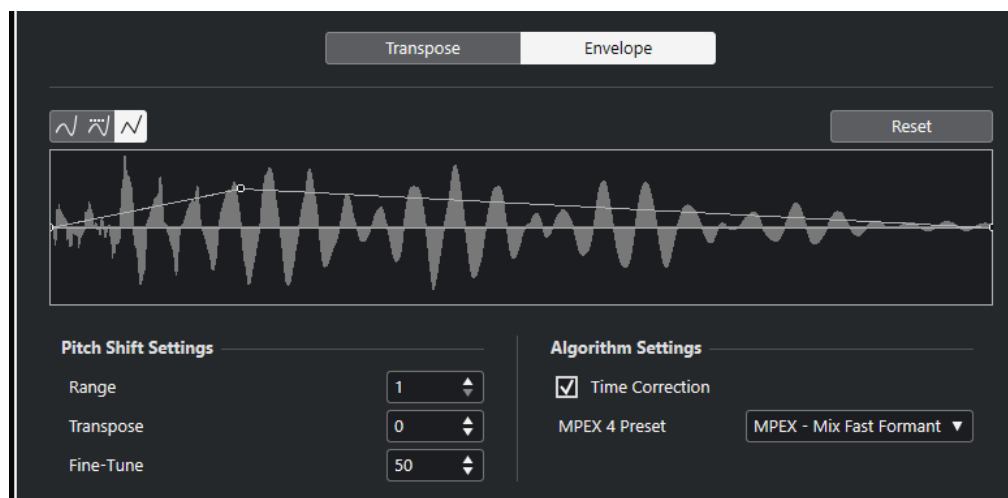 Transpose
Envelope
Reset
Pitch Shift Settings
Range
1
Transpose
0
Fine-Tune
50
Algorithm Settings
Time Correction
MPEX 4 Preset
MPEX - Mix Fast Formant